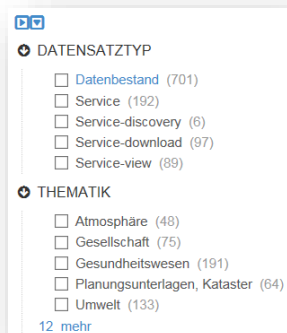 DATENSATZTYP
Datenbestand (701)
Service (192)
Service-discovery (6)
Service-download (97)
Service-view (89)
THEMATIK
Atmosphäre (48)
Gesellschaft (75)
Gesundheitswesen (191)
Planungsunterlagen, Kataster (64)
Umwelt (133)
12 mehr